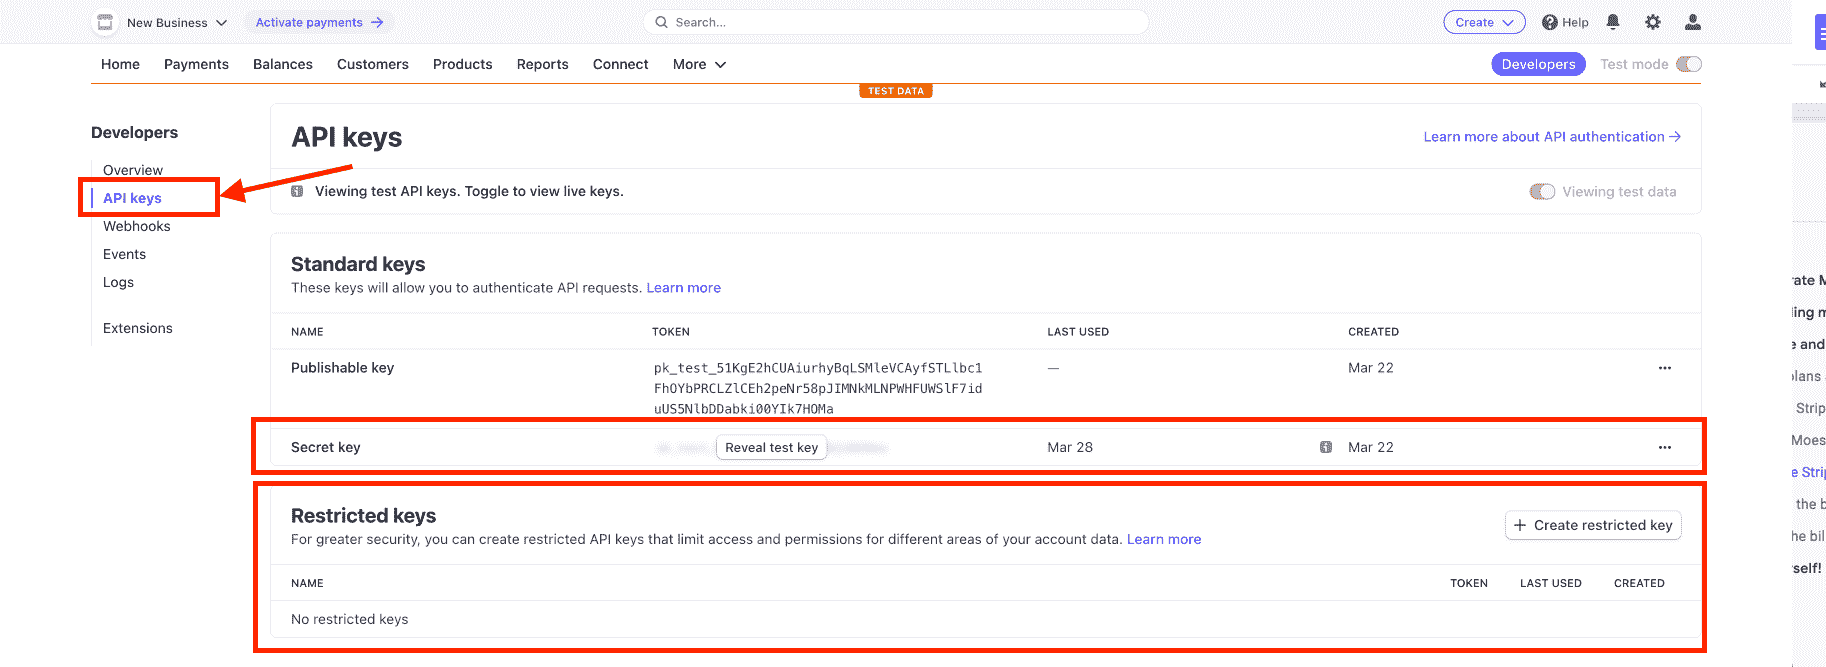 New Business
Activate payments →
Search...
Create
Help
Home Payments Balances Customers Products Reports Connect More
Developers Test mode
TEST DATA
Developers
Overview
API keys
Webhooks
Events
Logs
Extensions
API keys
Learn more about API authentication →
Viewing test API keys. Toggle to view live keys.
Viewing test data
Standard keys
These keys will allow you to authenticate API requests. Learn more
NAME TOKEN LAST USED CREATED
Publishable key pk_test_51KgE2hCUAiurhyBqLSMleVCAyfSTLlbc1 — Mar 22
FhOYbPRCLZlCEh2peNr58pJIMNkMLNPWHFUWSlF7id
uUS5NlbDDabki00YIk7HOMa
Secret key Reveal test key Mar 28 Mar 22
Restricted keys
For greater security, you can create restricted API keys that limit access and permissions for different areas of your account data. Learn more
+ Create restricted key
NAME TOKEN LAST USED CREATED
No restricted keys
rate M
ling m
e and
plans
Strip
Moes
e Strip
the b
he bil
rself!